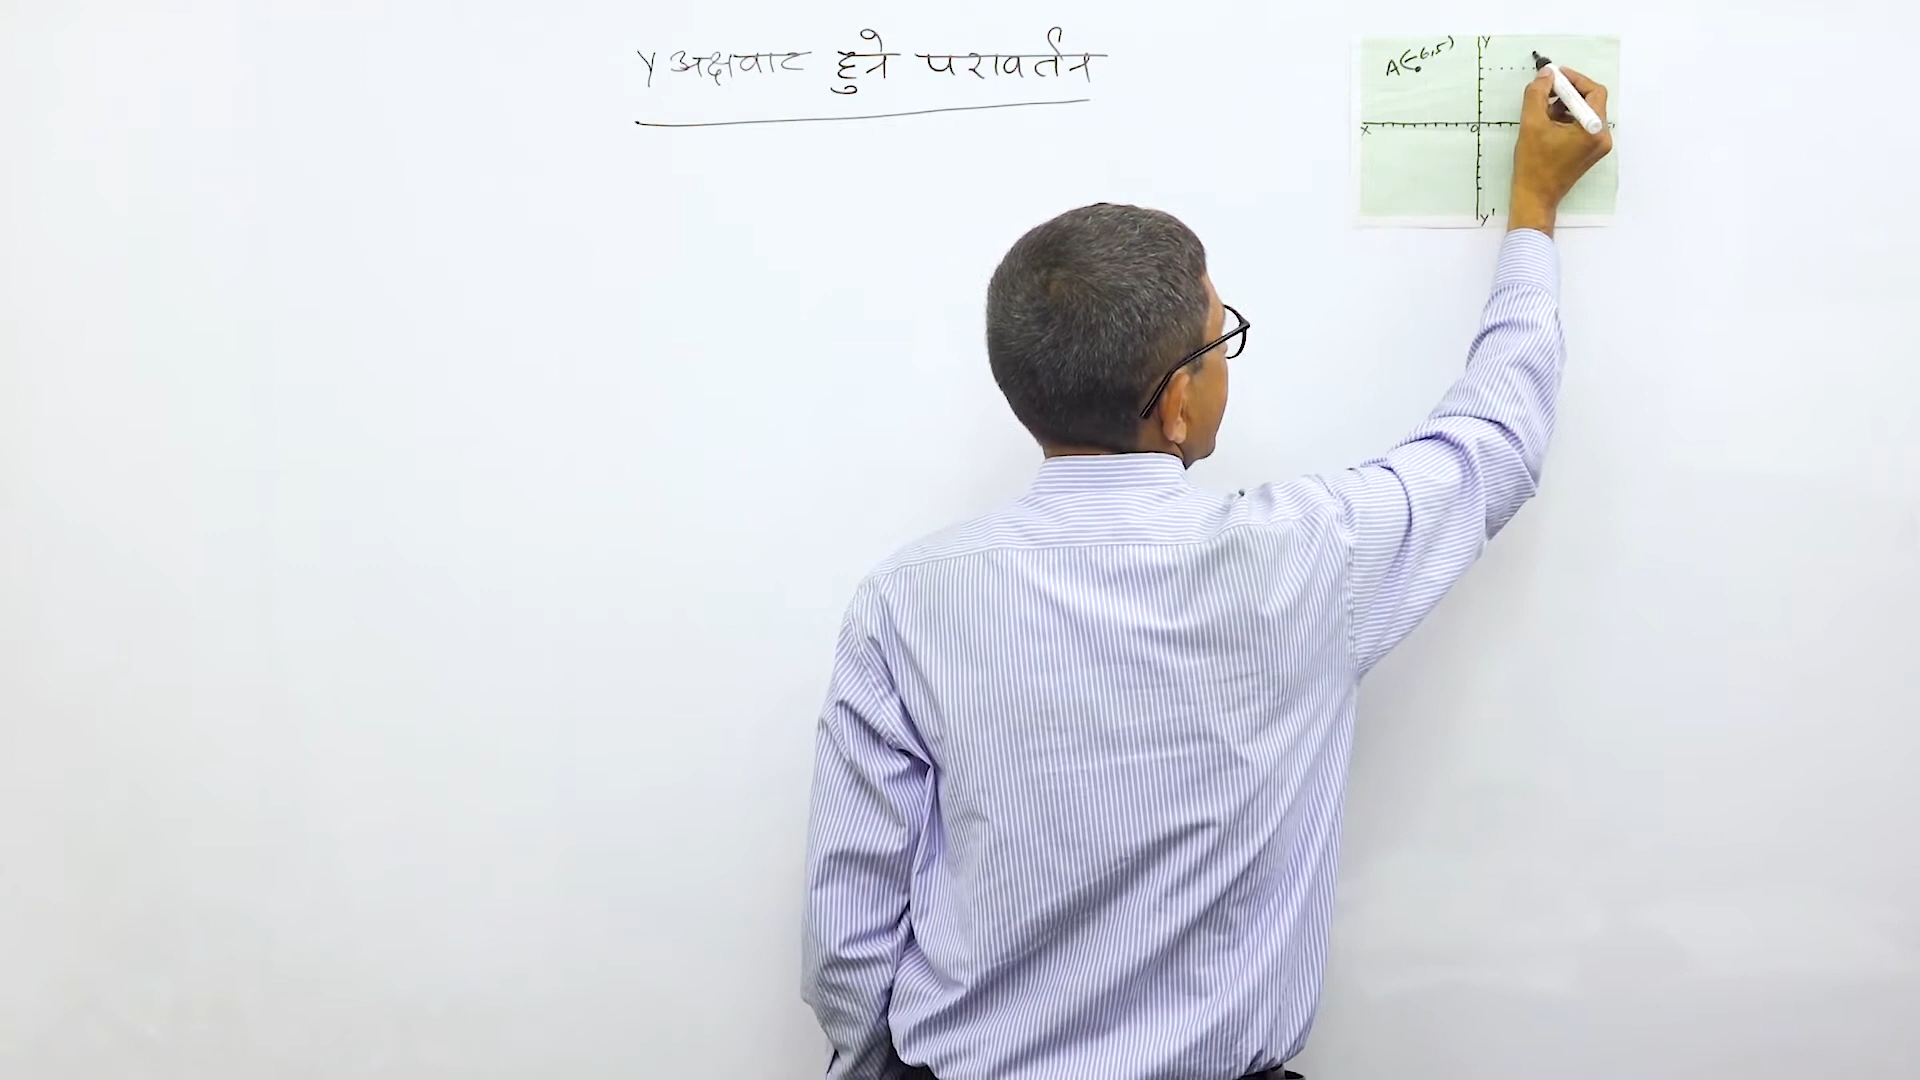 Y अक्षबाट हुने परावर्तन
A(-6,5)
Y
X
O
Y'